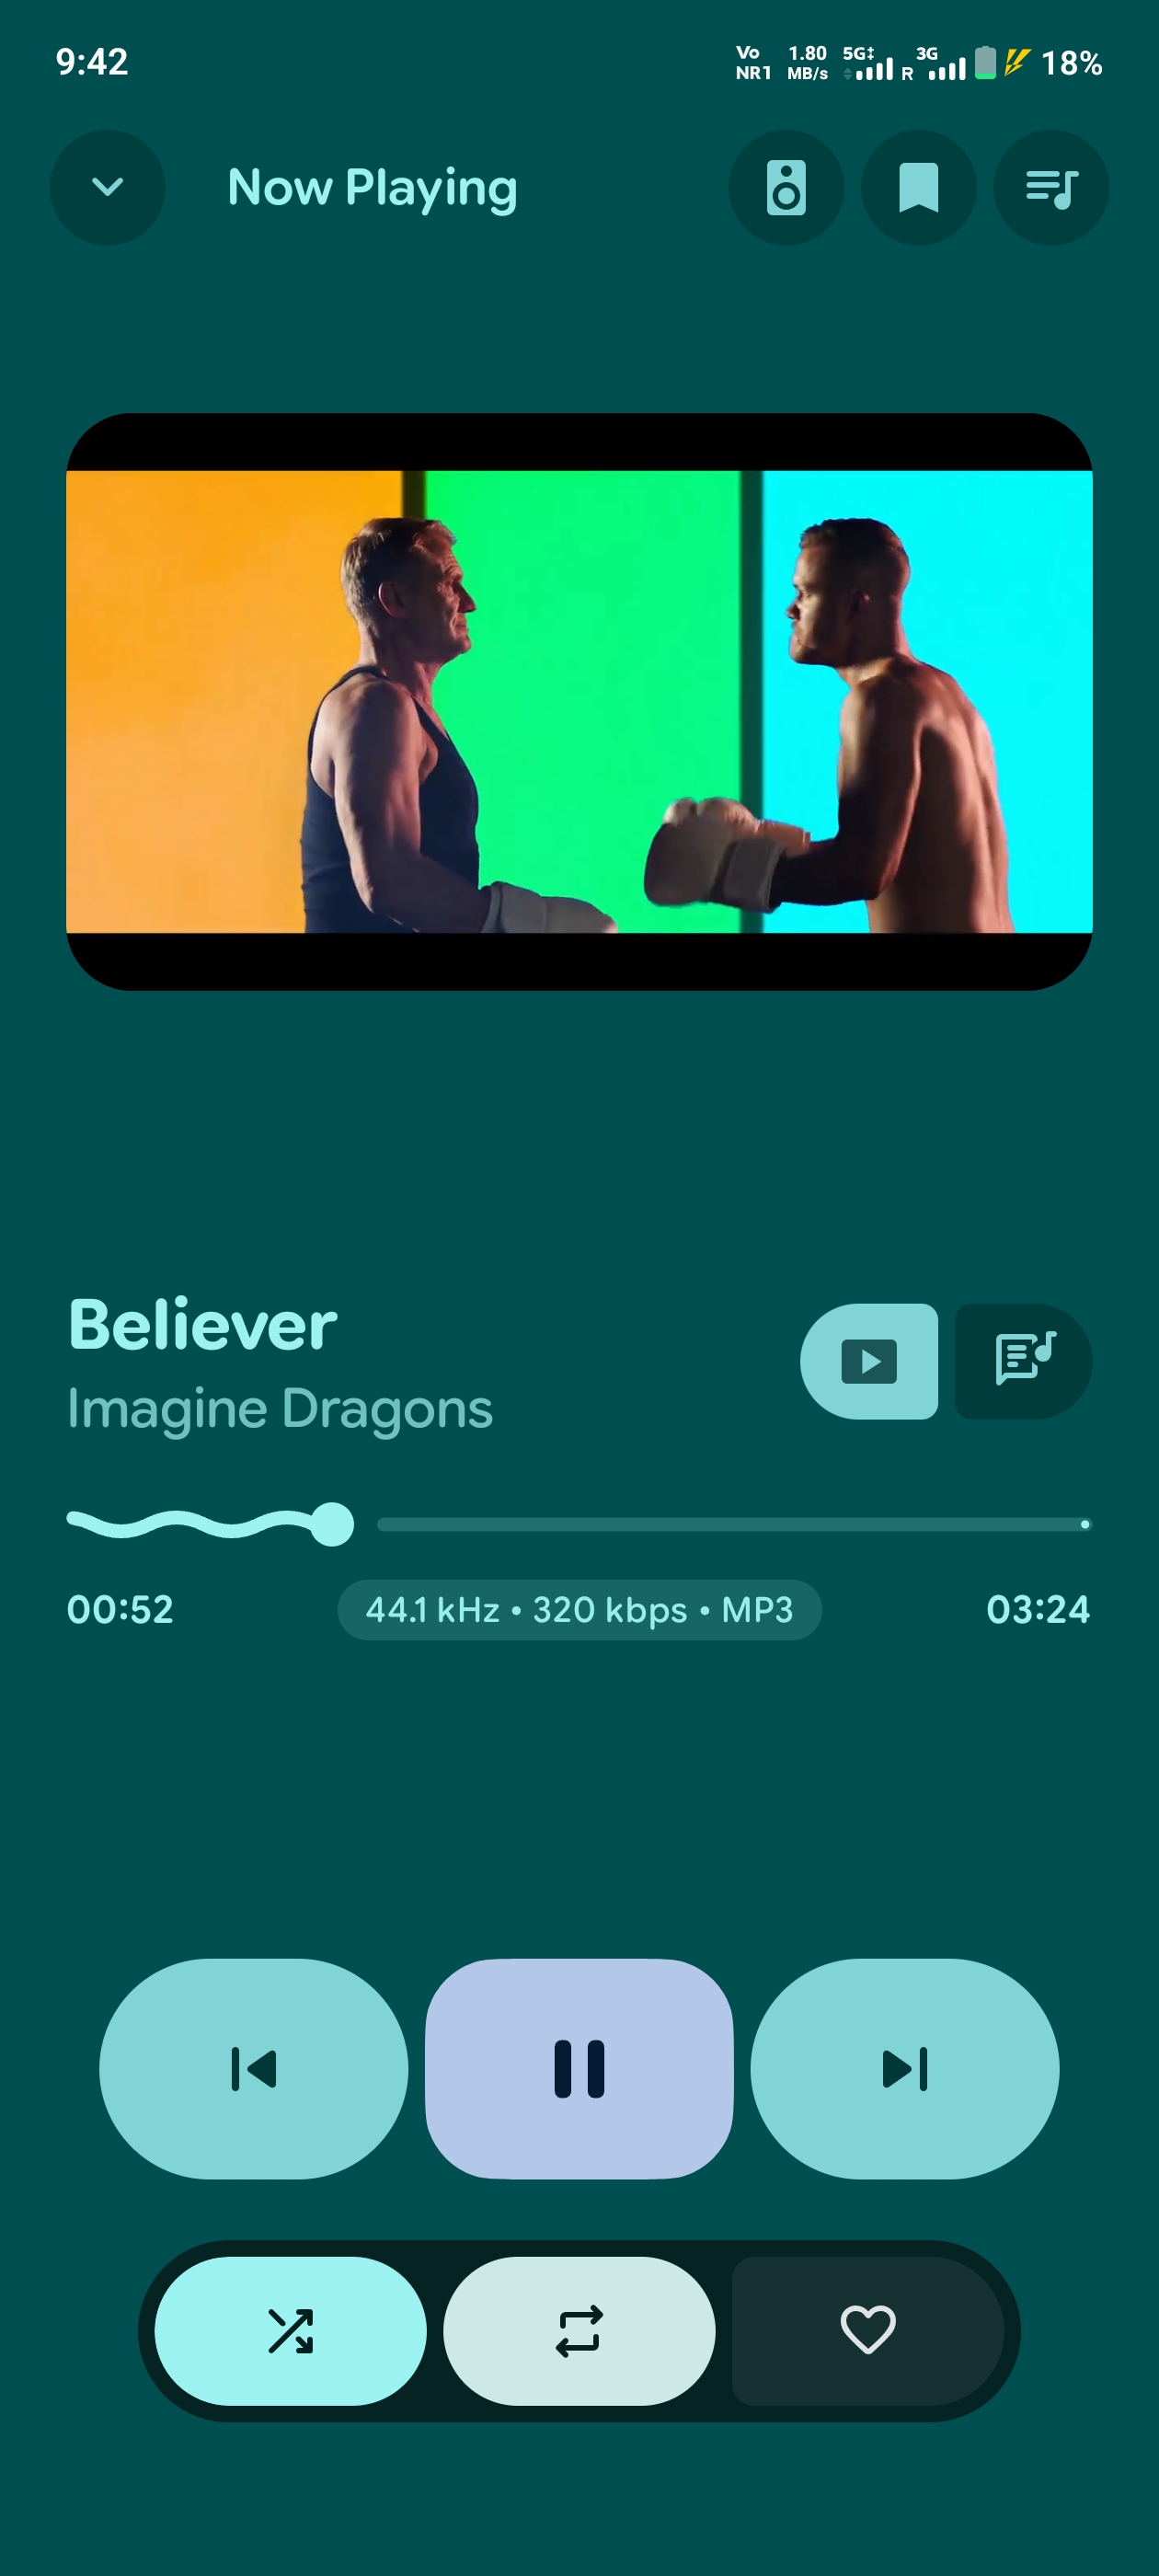 9:42
Vo NR1 1.80 MB/s 5G R 3G 18%
Now Playing
Believer
Imagine Dragons
00:52 44.1 kHz • 320 kbps • MP3 03:24